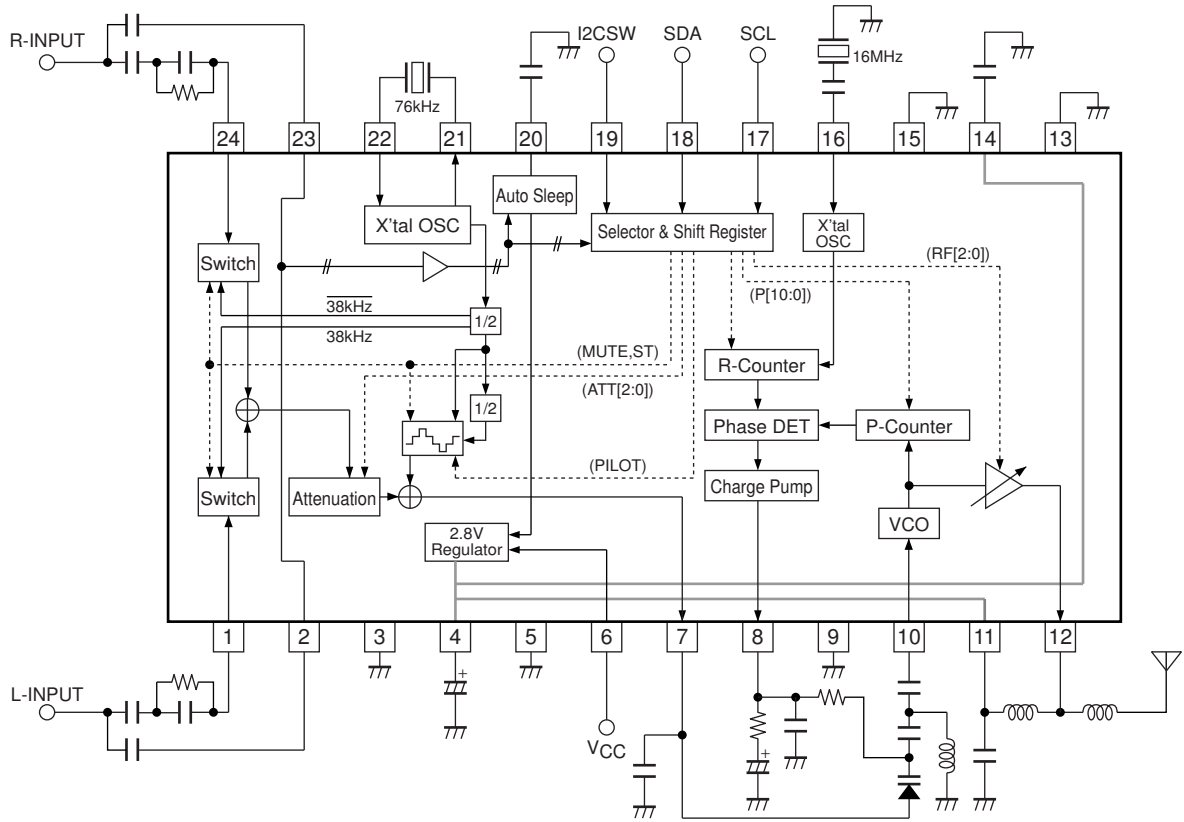 R-INPUT
I2CSW
SDA
SCL
16MHz
76kHz
24
23
22
21
20
19
18
17
16
15
14
13
Auto Sleep
X'tal OSC
Selector & Shift Register
X'tal
OSC
Switch
(RF[2:0])
(P[10:0])
38kHz
1/2
38kHz
(MUTE,ST)
R-Counter
(ATT[2:0])
1/2
Phase DET
P-Counter
(PILOT)
Switch
Attenuation
Charge Pump
2.8V
Regulator
VCO
1
2
3
4
5
6
7
8
9
10
11
12
L-INPUT
+
VCC
+